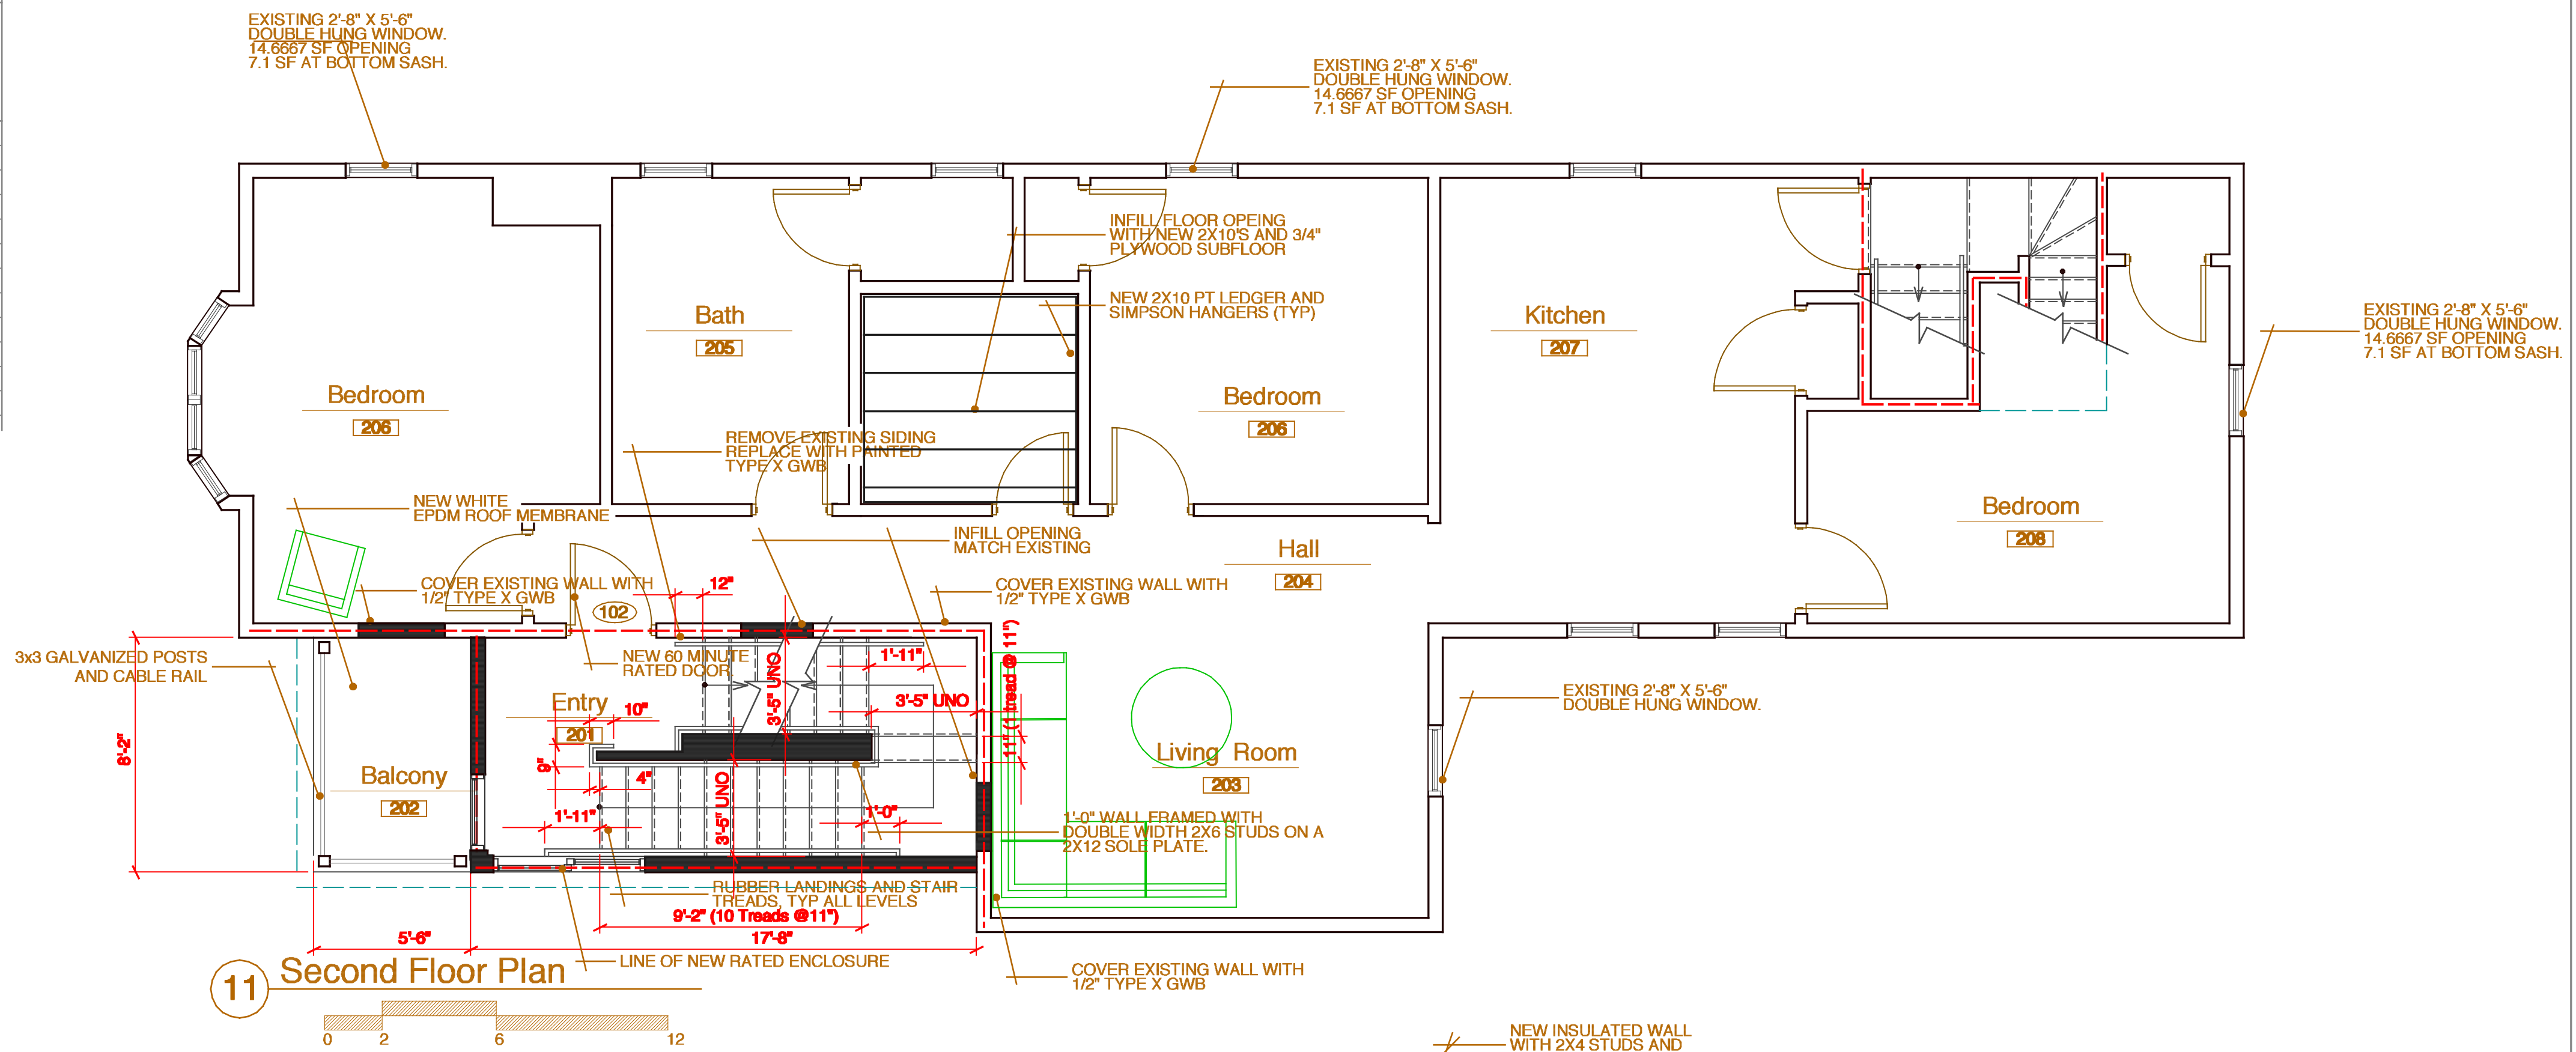 EXISTING 2'-8" X 5'-6"
DOUBLE HUNG WINDOW.
14.6667 SF OPENING
7.1 SF AT BOTTOM SASH.
EXISTING 2'-8" X 5'-6"
DOUBLE HUNG WINDOW.
14.6667 SF OPENING
7.1 SF AT BOTTOM SASH.
INFILL FLOOR OPEING
WITH NEW 2X10'S AND 3/4"
PLYWOOD SUBFLOOR
NEW 2X10 PT LEDGER AND
SIMPSON HANGERS (TYP)
Bath
205
Kitchen
207
EXISTING 2'-8" X 5'-6"
DOUBLE HUNG WINDOW.
14.6667 SF OPENING
7.1 SF AT BOTTOM SASH.
Bedroom
206
Bedroom
206
REMOVE EXISTING SIDING
REPLACE WITH PAINTED
TYPE X GWB
NEW WHITE
EPDM ROOF MEMBRANE
Bedroom
208
INFILL OPENING
MATCH EXISTING
Hall
204
COVER EXISTING WALL WITH
1/2" TYPE X GWB
102
12"
COVER EXISTING WALL WITH
1/2" TYPE X GWB
3x3 GALVANIZED POSTS
AND CABLE RAIL
NEW 60 MINUTE
RATED DOOR.
3'-5" UNO
1'-11"
11" (1 tread @ 11")
Entry
201
10"
3'-5" UNO
EXISTING 2'-8" X 5'-6"
DOUBLE HUNG WINDOW.
8'-2"
Balcony
202
9"
4"
Living Room
203
1'-11"
3'-5" UNO
1'-0"
1'-0" WALL FRAMED WITH
DOUBLE WIDTH 2X6 STUDS ON A
2X12 SOLE PLATE.
RUBBER LANDINGS AND STAIR
TREADS, TYP ALL LEVELS
9'-2" (10 Treads @11")
5'-6"
17'-8"
LINE OF NEW RATED ENCLOSURE
COVER EXISTING WALL WITH
1/2" TYPE X GWB
11
Second Floor Plan
0 2 6 12
NEW INSULATED WALL
WITH 2X4 STUDS AND